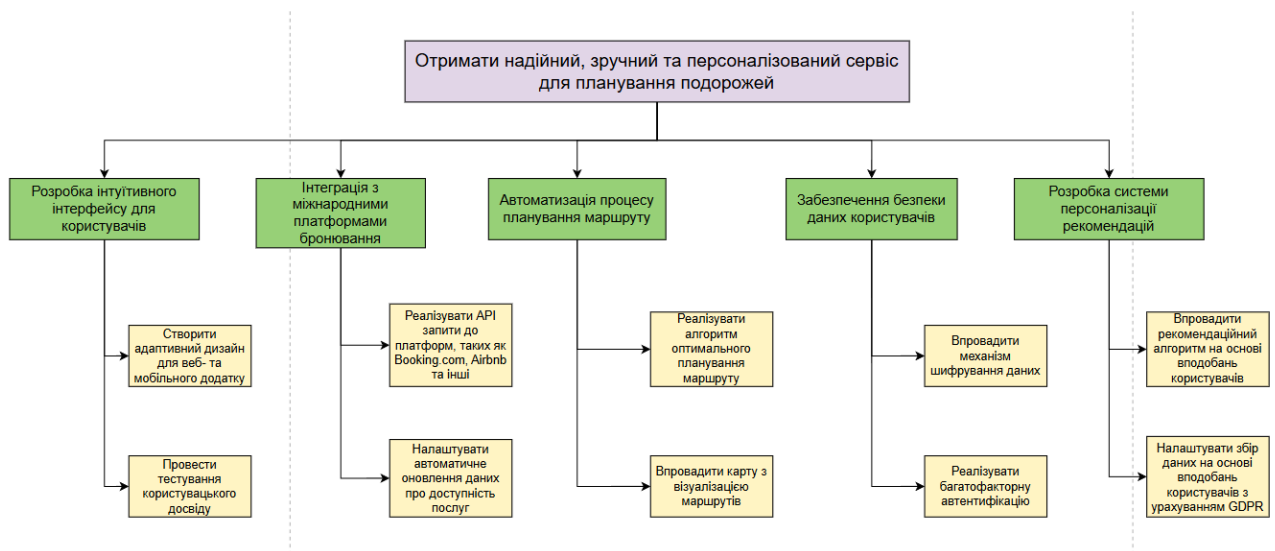 Отримати надійний, зручний та персоналізований сервіс
для планування подорожей
Розробка інтуїтивного
інтерфейсу для
користувачів
Інтеграція з
міжнародними
платформами
бронювання
Автоматизація процесу
планування маршруту
Забезпечення безпеки
даних користувачів
Розробка системи
персоналізації
рекомендацій
Створити
адаптивний дизайн
для веб- та
мобільного додатку
Реалізувати API
запити до
платформ, таких як
Booking.com, Airbnb
та інші
Реалізувати
алгоритм
оптимального
планування
маршруту
Впровадити
механізм
шифрування даних
Впровадити
рекомендаційний
алгоритм на основі
вподобань
користувачів
Провести
тестування
користувацького
досвіду
Налаштувати
автоматичне
оновлення даних
про доступність
послуг
Впровадити карту з
візуалізацією
маршрутів
Реалізувати
багатофакторну
автентифікацію
Налаштувати збір
даних на основі
вподобань
користувачів з
урахуванням GDPR